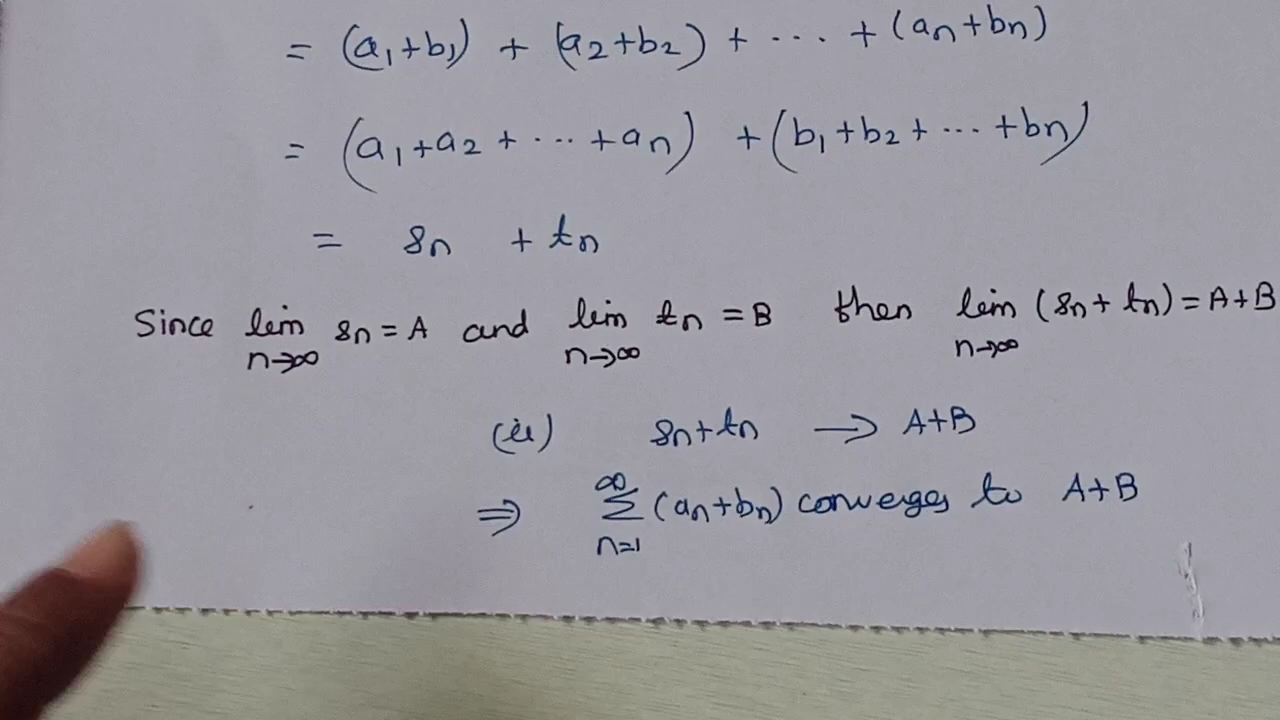 = (a₁+b₁) + (a₂+b₂) + ... + (aₙ+bₙ)
= (a₁+a₂+ ... +aₙ) + (b₁+b₂+ ... +bₙ)
= sₙ + tₙ
Since lim n→∞ sₙ = A and lim n→∞ tₙ = B then lim n→∞ (sₙ+tₙ) = A+B
(ie) sₙ+tₙ → A+B
⇒ ∞ Σ n=1 (aₙ+bₙ) converges to A+B